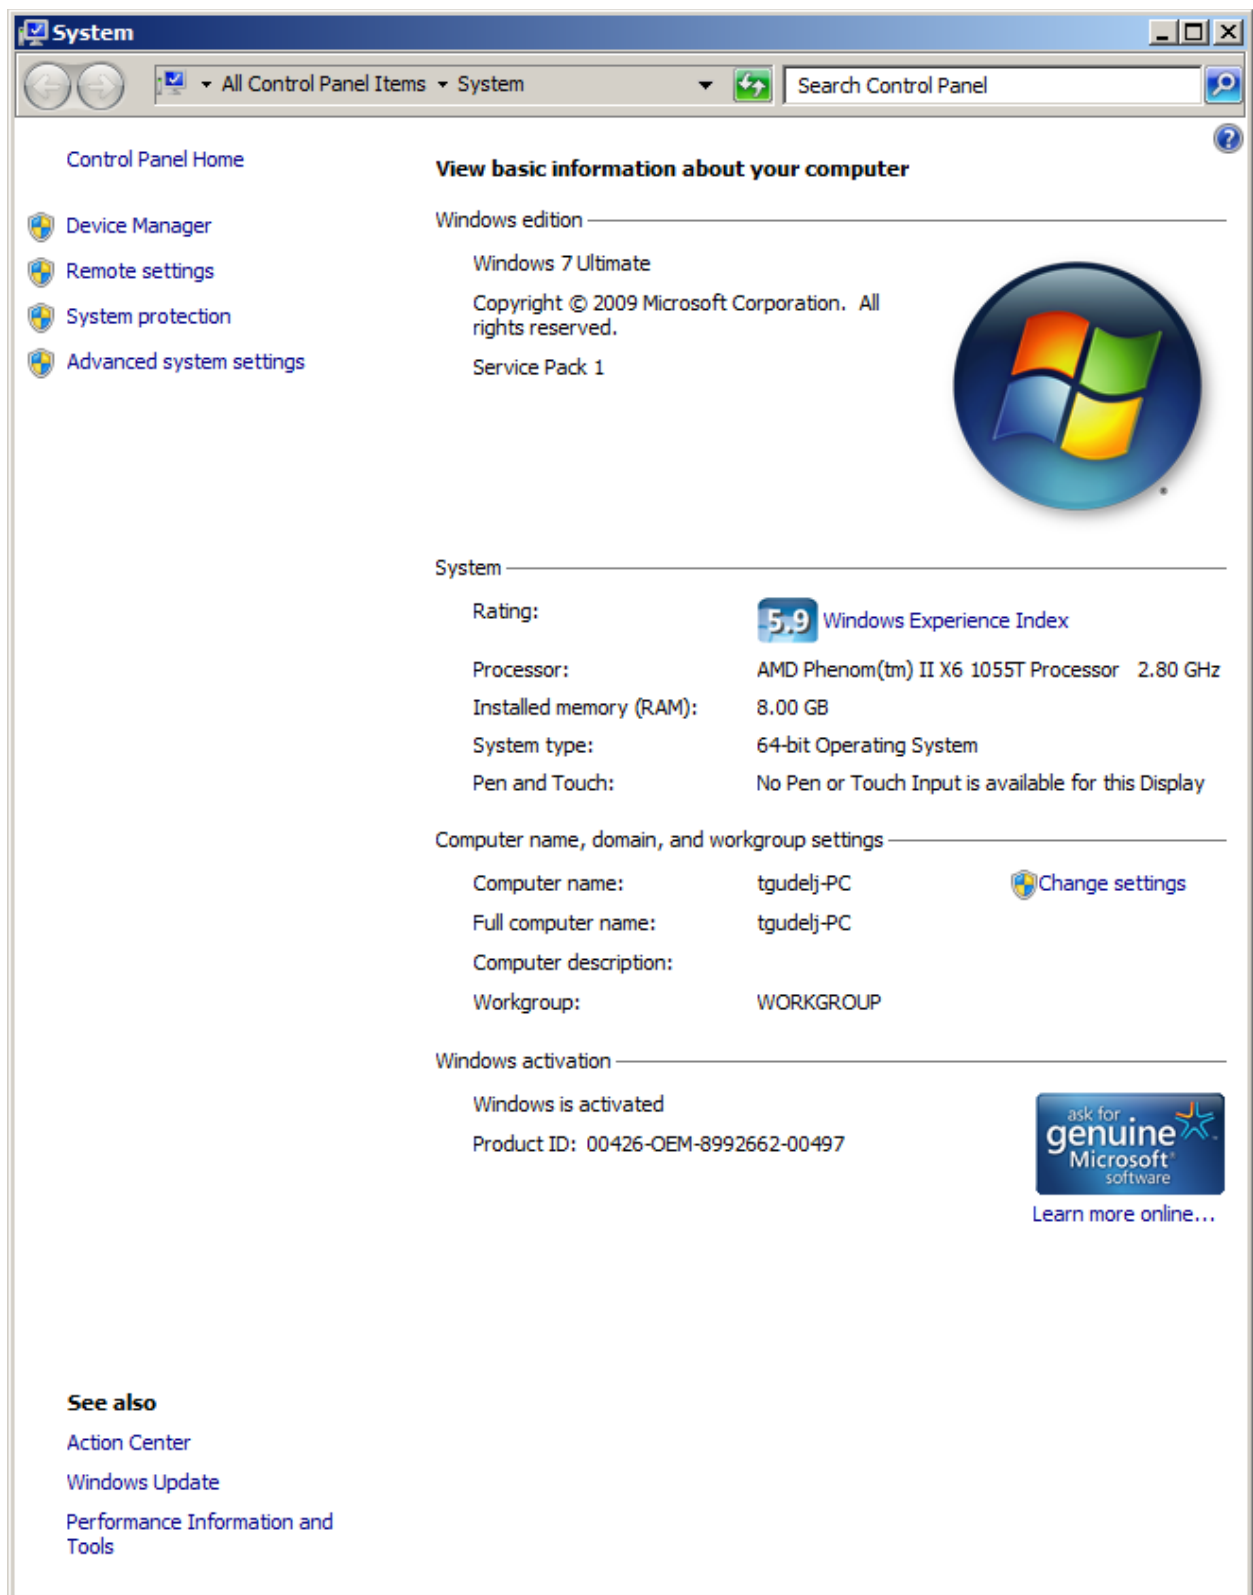 System
All Control Panel Items System
Search Control Panel
Control Panel Home
Device Manager
Remote settings
System protection
Advanced system settings
View basic information about your computer
Windows edition
Windows 7 Ultimate
Copyright © 2009 Microsoft Corporation. All
rights reserved.
Service Pack 1
System
Rating: 5,9 Windows Experience Index
Processor: AMD Phenom(tm) II X6 1055T Processor 2.80 GHz
Installed memory (RAM): 8.00 GB
System type: 64-bit Operating System
Pen and Touch: No Pen or Touch Input is available for this Display
Computer name, domain, and workgroup settings
Computer name: tgudelj-PC Change settings
Full computer name: tgudelj-PC
Computer description:
Workgroup: WORKGROUP
Windows activation
Windows is activated
Product ID: 00426-OEM-8992662-00497
ask for
genuine
Microsoft®
software
Learn more online...
See also
Action Center
Windows Update
Performance Information and
Tools